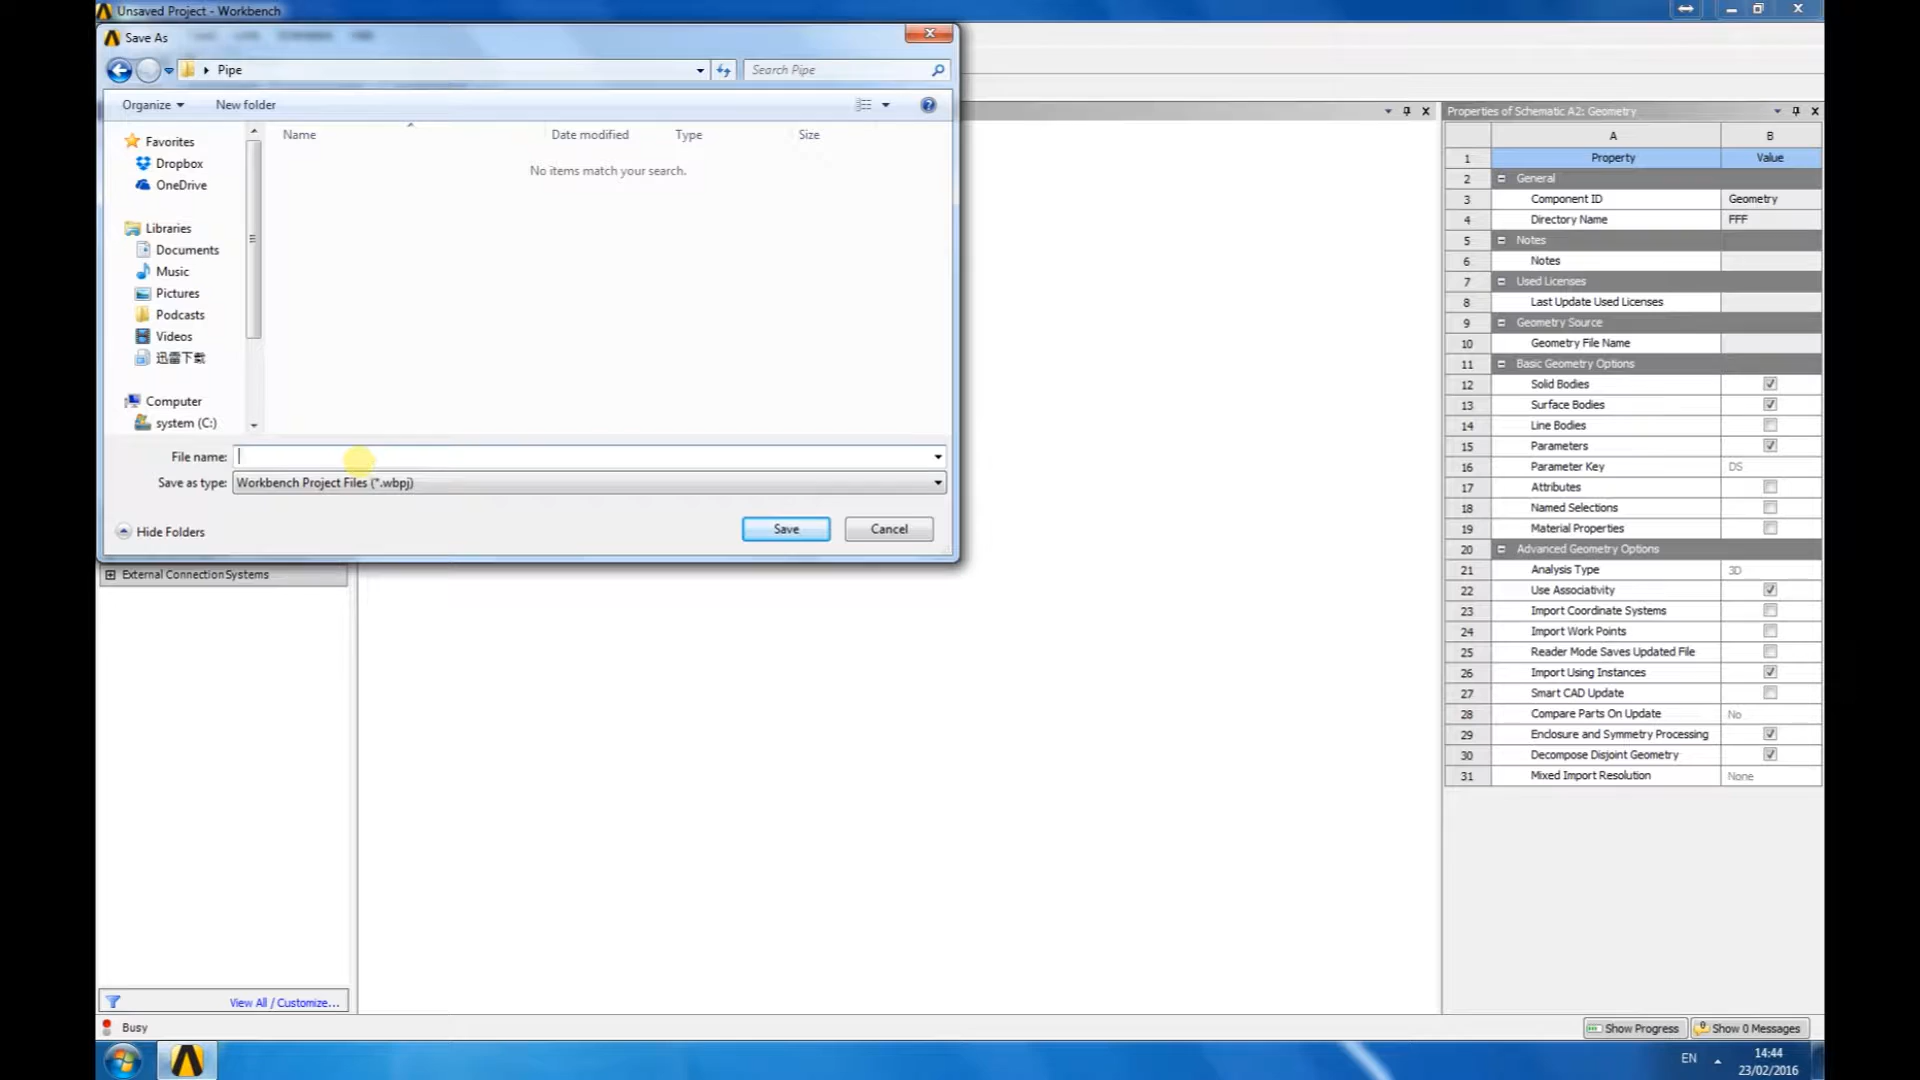 Unsaved Project - Workbench
Save As
Pipe
Search Pipe
Organize
New folder
Name
Date modified
Type
Size
No items match your search.
Favorites
Dropbox
OneDrive
Libraries
Documents
Music
Pictures
Podcasts
Videos
迅雷下载
Computer
system (C:)
File name:
Save as type: Workbench Project Files (*.wbpj)
Hide Folders
Save
Cancel
External Connection Systems
View All / Customize...
Busy
Properties of Schematic A2: Geometry
A B
1 Property Value
2 General
3 Component ID Geometry
4 Directory Name FFF
5 Notes
6 Notes
7 Used Licenses
8 Last Update Used Licenses
9 Geometry Source
10 Geometry File Name
11 Basic Geometry Options
12 Solid Bodies
13 Surface Bodies
14 Line Bodies
15 Parameters
16 Parameter Key DS
17 Attributes
18 Named Selections
19 Material Properties
20 Advanced Geometry Options
21 Analysis Type 3D
22 Use Associativity
23 Import Coordinate Systems
24 Import Work Points
25 Reader Mode Saves Updated File
26 Import Using Instances
27 Smart CAD Update
28 Compare Parts On Update No
29 Enclosure and Symmetry Processing
30 Decompose Disjoint Geometry
31 Mixed Import Resolution None
Show Progress
Show 0 Messages
EN
14:44
23/02/2016